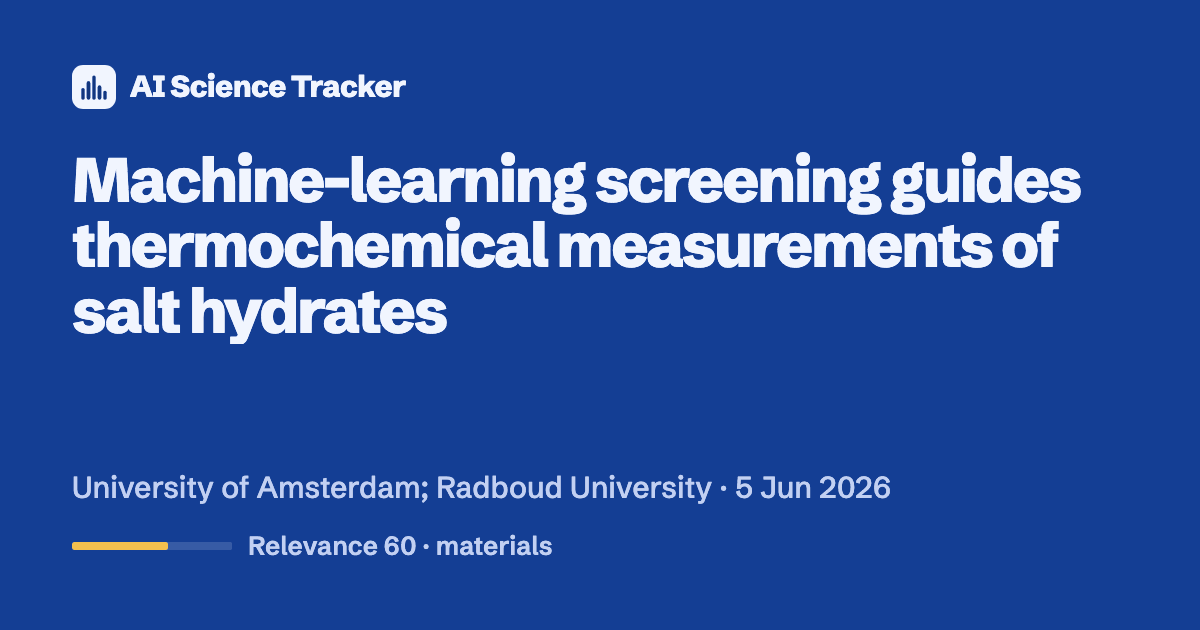 AI Science Tracker
Machine-learning screening guides
thermochemical measurements of
salt hydrates
University of Amsterdam; Radboud University · 5 Jun 2026
Relevance 60 · materials